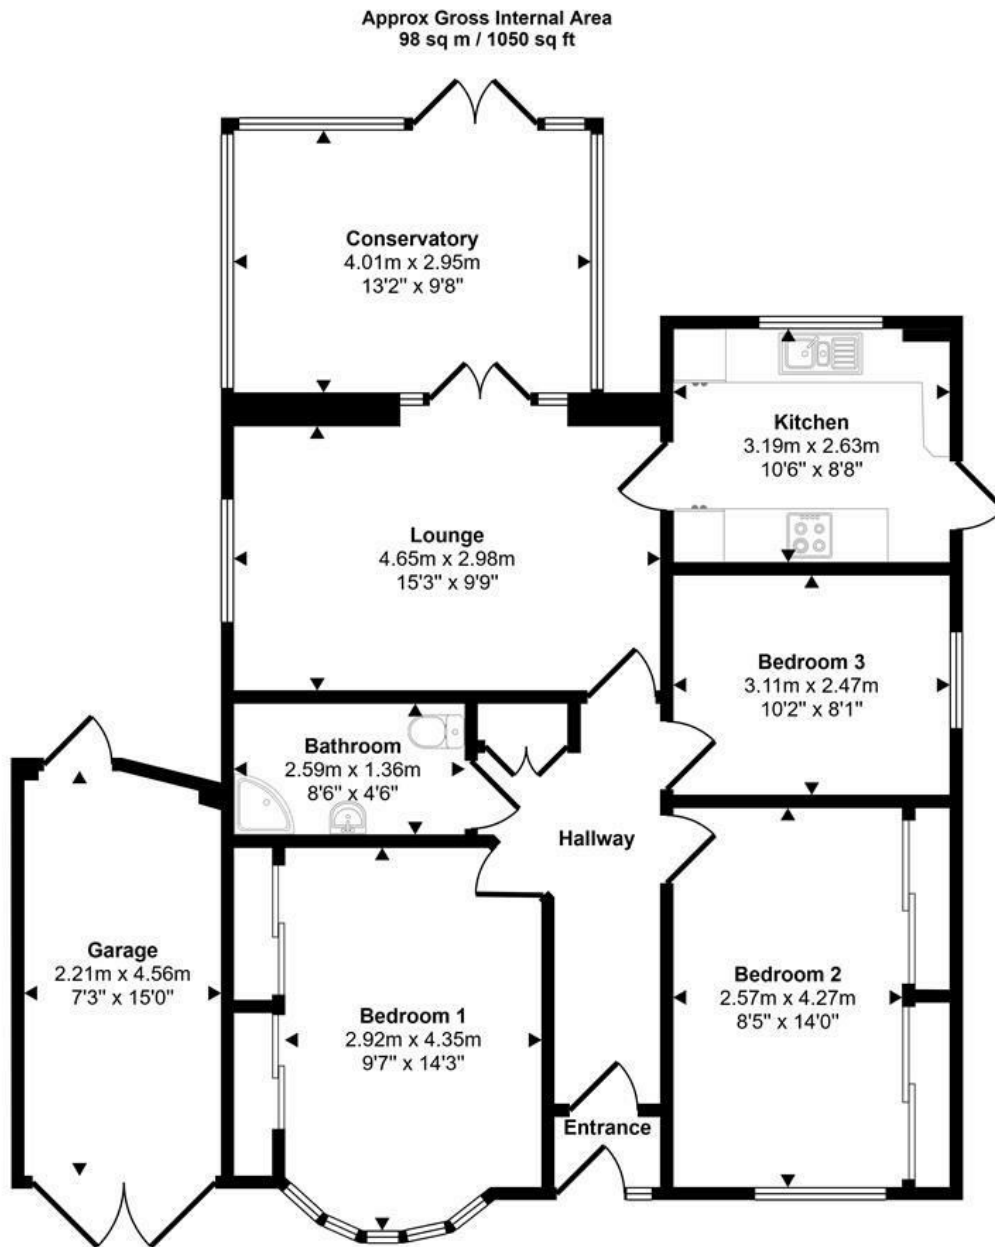 Approx Gross Internal Area
98 sq m / 1050 sq ft
Conservatory
4.01m x 2.95m
13'2" x 9'8"
Kitchen
3.19m x 2.63m
10'6" x 8'8"
Lounge
4.65m x 2.98m
15'3" x 9'9"
Bedroom 3
3.11m x 2.47m
10'2" x 8'1"
Bathroom
2.59m x 1.36m
8'6" x 4'6"
Hallway
Garage
2.21m x 4.56m
7'3" x 15'0"
Bedroom 1
2.92m x 4.35m
9'7" x 14'3"
Bedroom 2
2.57m x 4.27m
8'5" x 14'0"
Entrance